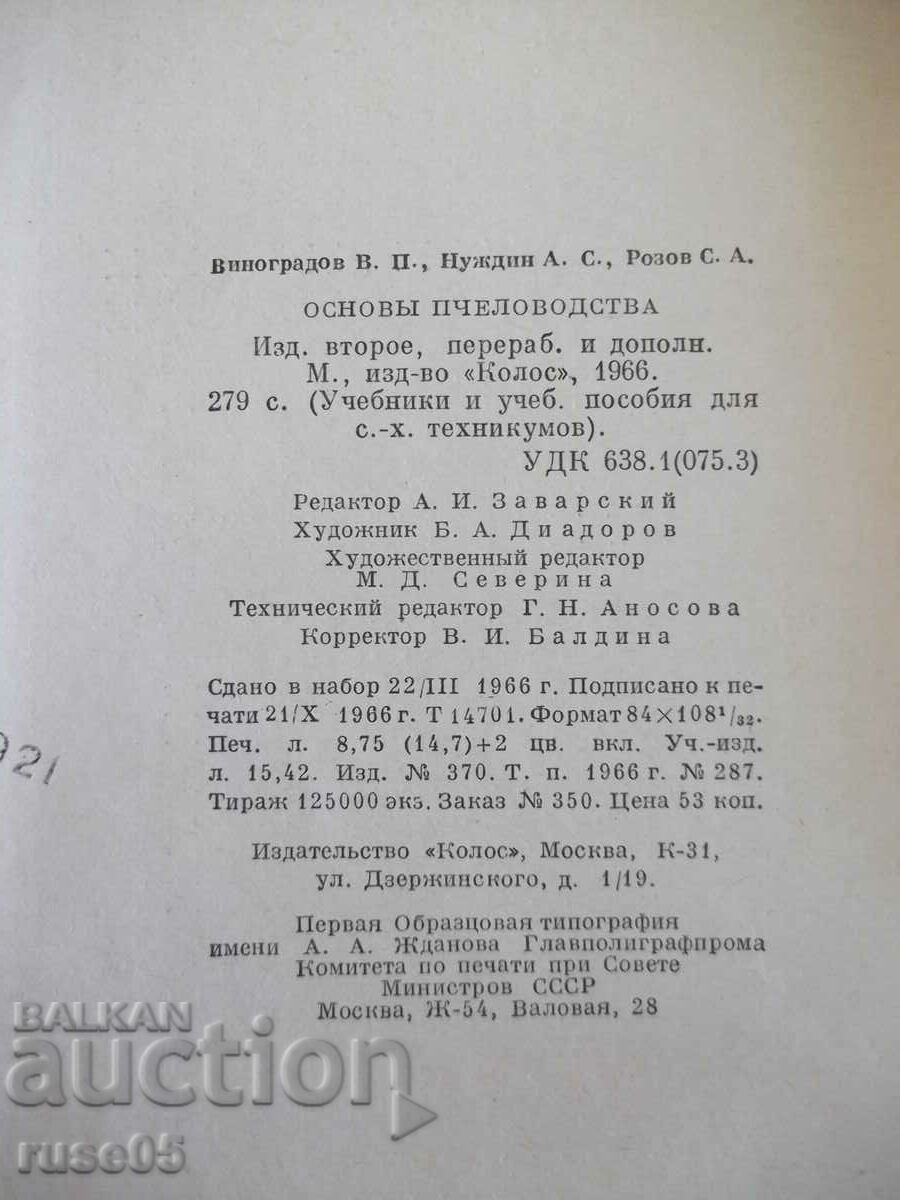 Виноградов В. П., Нуждин А. С., Розов С. А.
ОСНОВЫ ПЧЕЛОВОДСТВА
Изд. второе, перераб. и дополн.
М., изд-во «Колос», 1966.
279 с. (Учебники и учеб. пособия для
с.-х. техникумов).
УДК 638.1(075.3)
Редактор А. И. Заварский
Художник Б. А. Диадоров
Художественный редактор
М. Д. Северина
Технический редактор Г. Н. Аносова
Корректор В. И. Балдина
Сдано в набор 22/III 1966 г. Подписано к пе-
чати 21/X 1966 г. Т 14701. Формат 84×108¹/₃₂.
Печ. л. 8,75 (14,7)+2 цв. вкл. Уч.-изд.
л. 15,42. Изд. № 370. Т. п. 1966 г. № 287.
Тираж 125000 экз. Заказ № 350. Цена 53 коп.
Издательство «Колос», Москва, К-31,
ул. Дзержинского, д. 1/19.
Первая Образцовая типография
имени А. А. Жданова Главполиграфпрома
Комитета по печати при Совете
Министров СССР
Москва, Ж-54, Валовая, 28
921
BALKAN
auction
ruse05